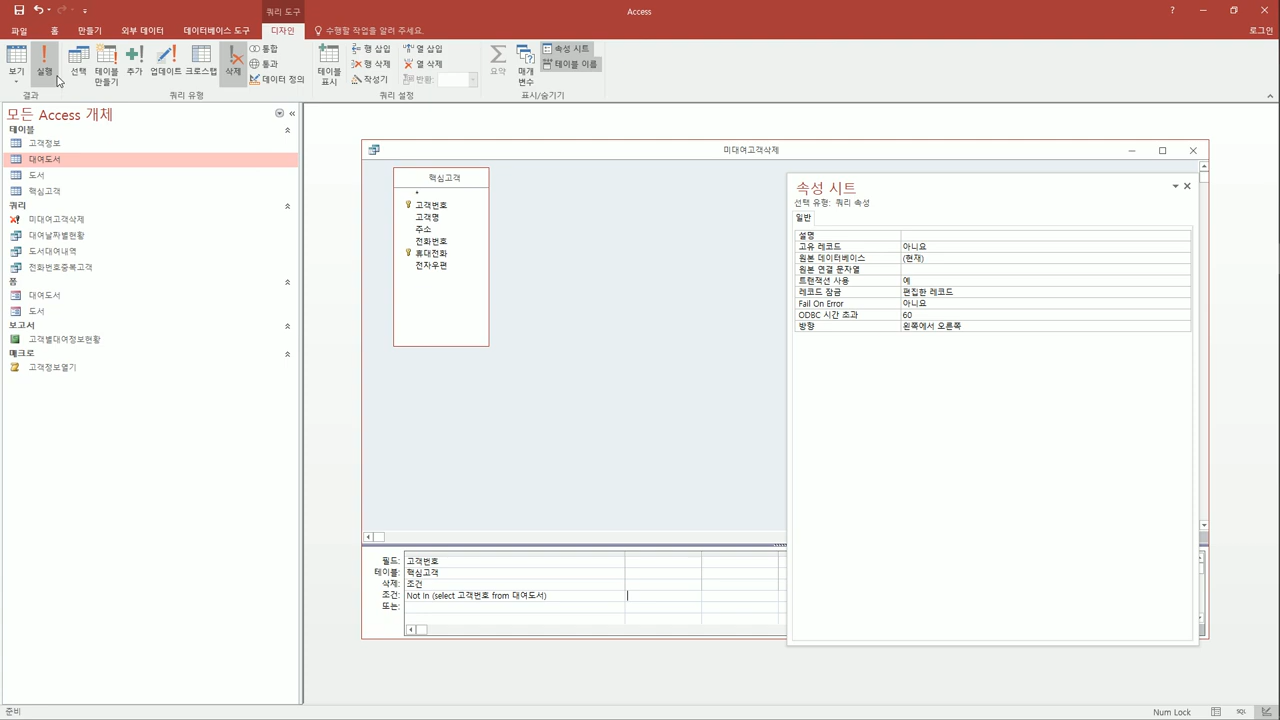 쿼리 도구
Access
?
파일 홈 만들기 외부 데이터 데이터베이스 도구 디자인 수행할 작업을 알려 주세요.
로그인
보기 실행 선택 테이블 만들기 추가 업데이트 크로스탭 삭제
통합
통과
데이터 정의
테이블 표시
행 삽입
행 삭제
작성기
열 삽입
열 삭제
반환:
요약
매개 변수
속성 시트
테이블 이름
결과 쿼리 유형 쿼리 설정 표시/숨기기
모든 Access 개체
테이블
고객정보
대여도서
도서
핵심고객
쿼리
미대여고객삭제
대여날짜별현황
도서대여내역
전화번호중복고객
폼
대여도서
도서
보고서
고객별대여정보현황
매크로
고객정보열기
미대여고객삭제
핵심고객
*
고객번호
고객명
주소
전화번호
휴대전화
전자우편
속성 시트
선택 유형: 쿼리 속성
일반
설명
고유 레코드 아니요
원본 데이터베이스 (현재)
원본 연결 문자열
트랜잭션 사용 예
레코드 잠금 편집한 레코드
Fail On Error 아니요
ODBC 시간 초과 60
방향 왼쪽에서 오른쪽
필드: 고객번호
테이블: 핵심고객
삭제: 조건
조건: Not In (select 고객번호 from 대여도서)
또는:
준비
Num Lock
SQL